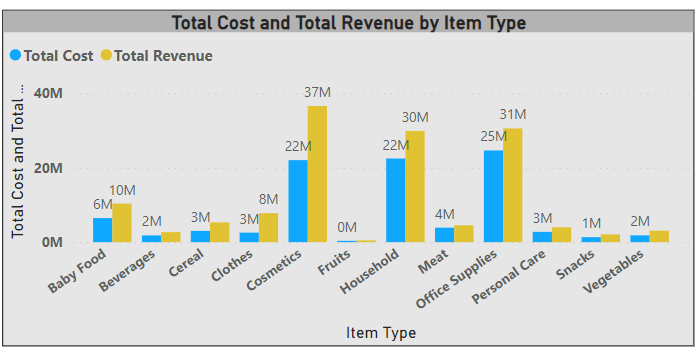 Total Cost and Total Revenue by Item Type
Total Cost Total Revenue
Total Cost and Total ...
40M
20M
0M
6M 10M 2M 3M 3M 8M 22M 37M 0M 22M 30M 4M 25M 31M 3M 1M 2M
Baby Food Beverages Cereal Clothes Cosmetics Fruits Household Meat Office Supplies Personal Care Snacks Vegetables
Item Type